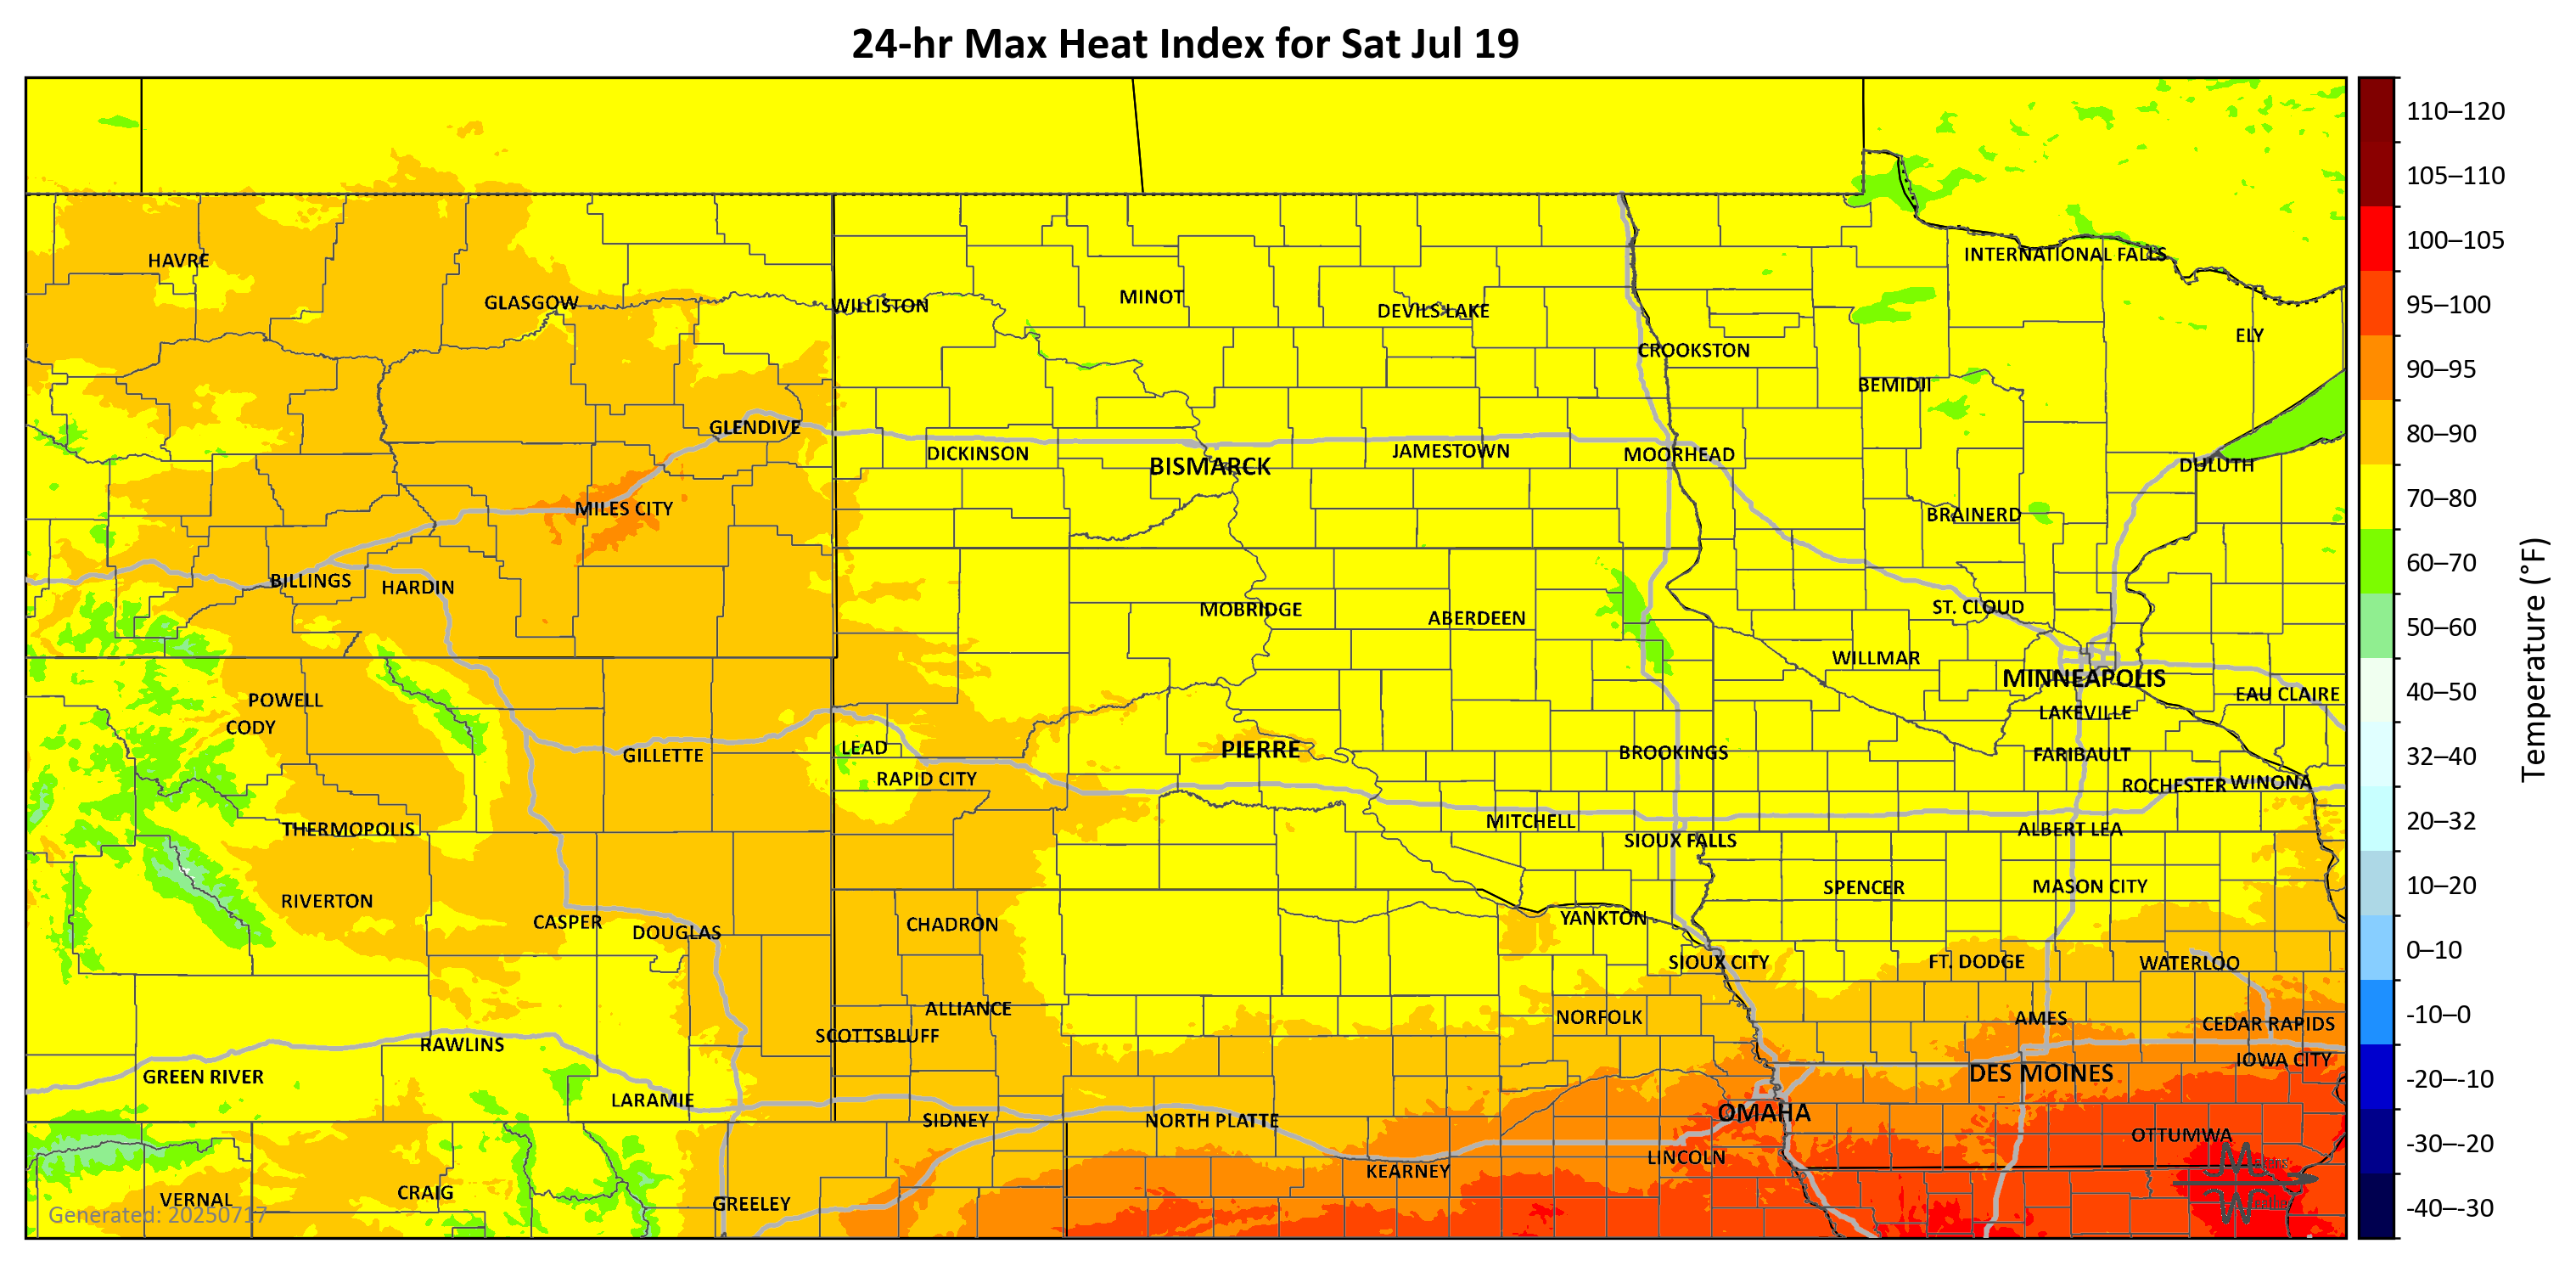 24-hr Max Heat Index for Sat Jul 19
110–120
105–110
100–105
95–100
90–95
80–90
70–80
60–70
50–60
40–50
32–40
20–32
10–20
0–10
-10–0
-20–-10
-30–-20
-40–-30
Temperature (°F)
HAVRE
INTERNATIONAL FALLS
GLASGOW
WILLISTON
MINOT
DEVILS LAKE
ELY
CROOKSTON
BEMIDJI
GLENDIVE
DICKINSON
BISMARCK
JAMESTOWN
MOORHEAD
DULUTH
MILES CITY
BRAINERD
BILLINGS
HARDIN
MOBRIDGE
ABERDEEN
ST. CLOUD
WILLMAR
MINNEAPOLIS
POWELL
EAU CLAIRE
CODY
LAKEVILLE
LEAD
PIERRE
GILLETTE
BROOKINGS
FARIBAULT
RAPID CITY
ROCHESTER
WINONA
THERMOPOLIS
MITCHELL
ALBERT LEA
SIOUX FALLS
RIVERTON
SPENCER
MASON CITY
CASPER
DOUGLAS
CHADRON
YANKTON
SIOUX CITY
FT. DODGE
WATERLOO
ALLIANCE
NORFOLK
AMES
CEDAR RAPIDS
SCOTTSBLUFF
RAWLINS
IOWA CITY
GREEN RIVER
DES MOINES
LARAMIE
SIDNEY
NORTH PLATTE
OMAHA
OTTUMWA
LINCOLN
KEARNEY
VERNAL
CRAIG
GREELEY
Generated: 20250717